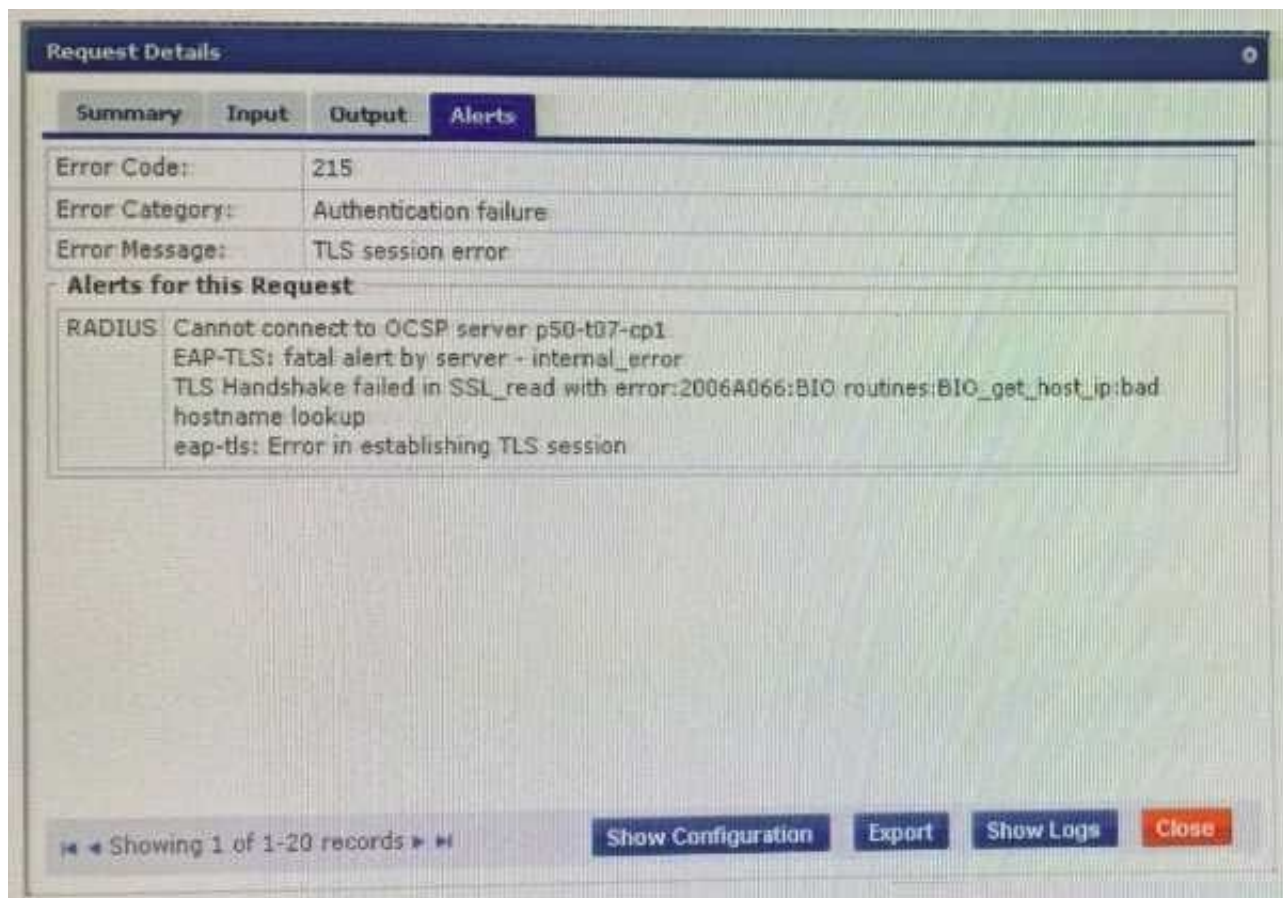 Request Details
Summary Input Output Alerts
Error Code: 215
Error Category: Authentication failure
Error Message: TLS session error
Alerts for this Request
RADIUS Cannot connect to OCSP server p50-t07-cp1
EAP-TLS: fatal alert by server - internal_error
TLS Handshake failed in SSL_read with error:2006A066:BIO routines:BIO_get_host_ip:bad
hostname lookup
eap-tls: Error in establishing TLS session
Showing 1 of 1-20 records Show Configuration Export Show Logs Close